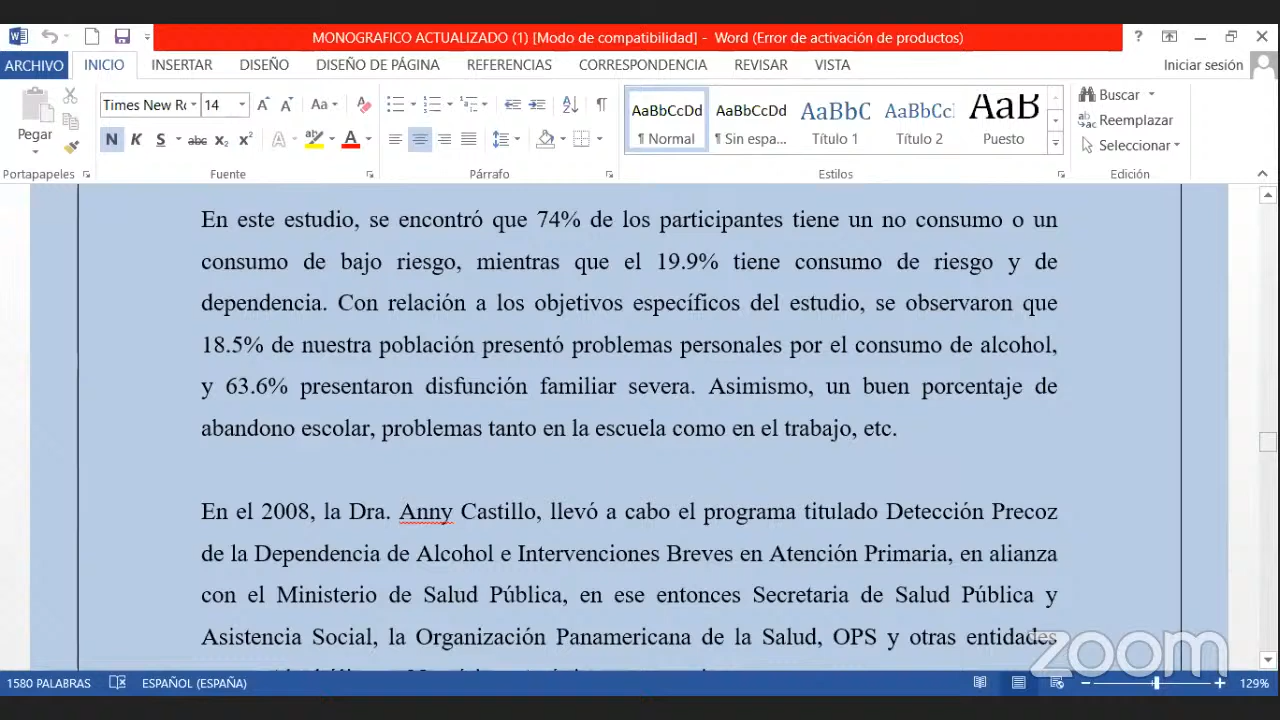 MONOGRAFICO ACTUALIZADO (1) [Modo de compatibilidad] - Word (Error de activación de productos)
ARCHIVO INICIO INSERTAR DISEÑO DISEÑO DE PÁGINA REFERENCIAS CORRESPONDENCIA REVISAR VISTA Iniciar sesión
Pegar
Times New Ro 14 Aa
N K S abc x₂ x² A ab A
AaBbCcDd AaBbCcDd AaBbC AaBbCcI AaB
¶ Normal ¶ Sin espa... Título 1 Título 2 Puesto
Buscar
Reemplazar
Seleccionar
Portapapeles Fuente Párrafo Estilos Edición
En este estudio, se encontró que 74% de los participantes tiene un no consumo o un
consumo de bajo riesgo, mientras que el 19.9% tiene consumo de riesgo y de
dependencia. Con relación a los objetivos específicos del estudio, se observaron que
18.5% de nuestra población presentó problemas personales por el consumo de alcohol,
y 63.6% presentaron disfunción familiar severa. Asimismo, un buen porcentaje de
abandono escolar, problemas tanto en la escuela como en el trabajo, etc.
En el 2008, la Dra. Anny Castillo, llevó a cabo el programa titulado Detección Precoz
de la Dependencia de Alcohol e Intervenciones Breves en Atención Primaria, en alianza
con el Ministerio de Salud Pública, en ese entonces Secretaria de Salud Pública y
Asistencia Social, la Organización Panamericana de la Salud, OPS y otras entidades
zoom
1580 PALABRAS ESPAÑOL (ESPAÑA) 129%